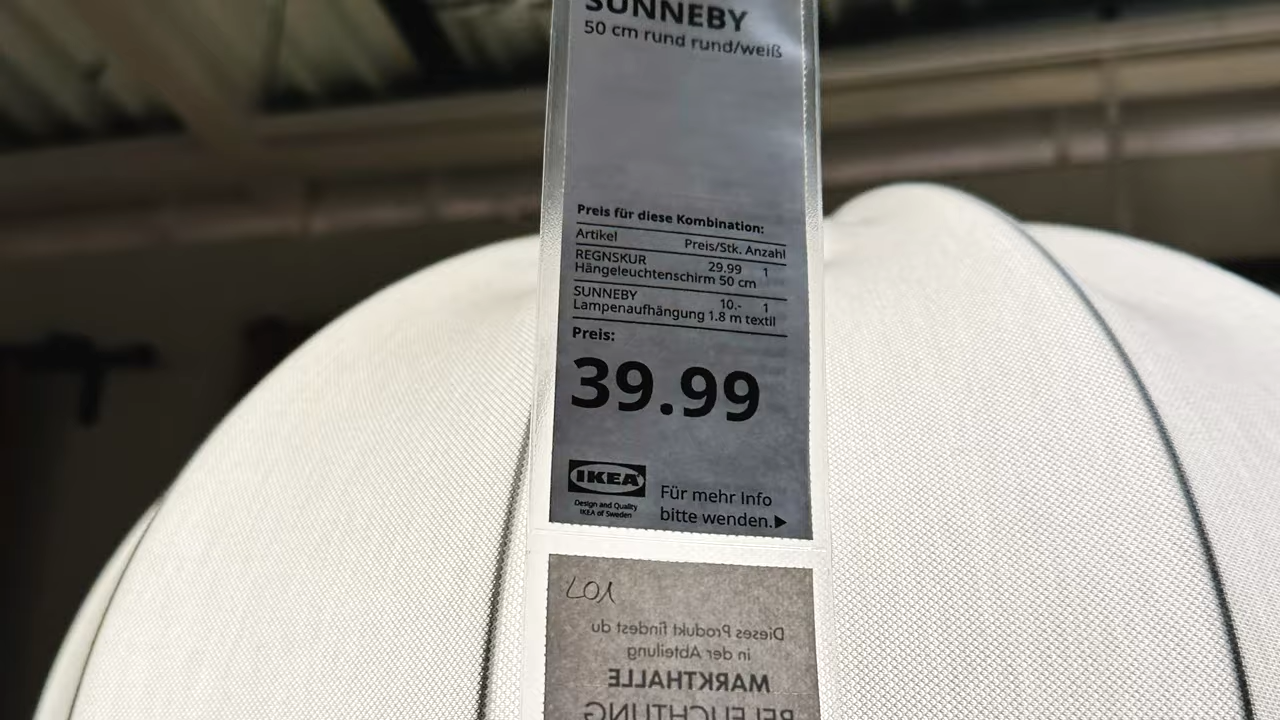 SUNNEBY
50 cm rund rund/weiß
Preis für diese Kombination:
Artikel Preis/Stk. Anzahl
REGNSKUR 29.99 1
Hängeleuchtenschirm 50 cm
SUNNEBY 10.- 1
Lampenaufhängung 1.8 m textil
Preis:
39.99
IKEA
Design and Quality
IKEA of Sweden
Für mehr Info
bitte wenden.
107
Dieses Produkt findest du
in der Abteilung
MARKTHALLE
BELEUCHTUNG